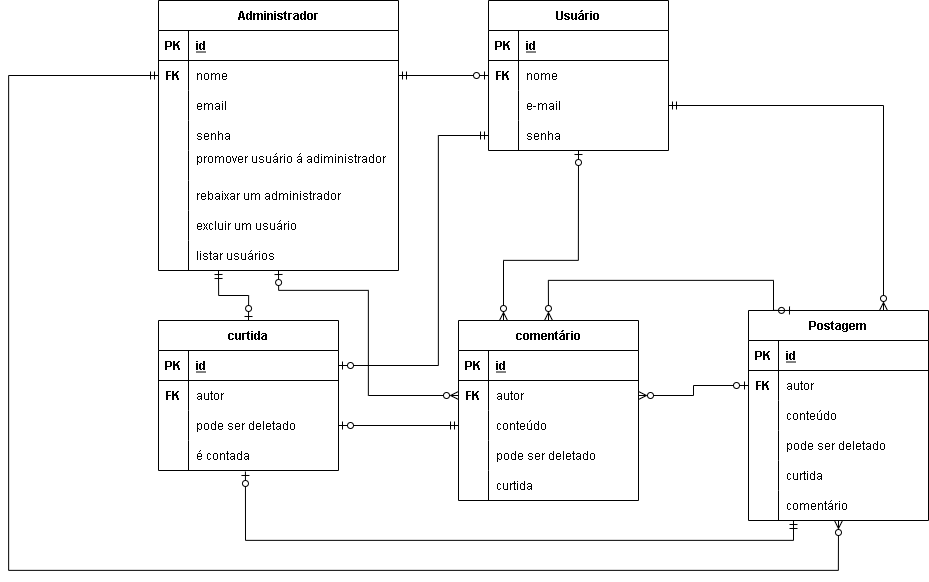 Administrador
PK id
FK nome
email
senha
promover usuário á adiministrador
rebaixar um administrador
excluir um usuário
listar usuários
Usuário
PK id
FK nome
e-mail
senha
curtida
PK id
FK autor
pode ser deletado
é contada
comentário
PK id
FK autor
conteúdo
pode ser deletado
curtida
Postagem
PK id
FK autor
conteúdo
pode ser deletado
curtida
comentário